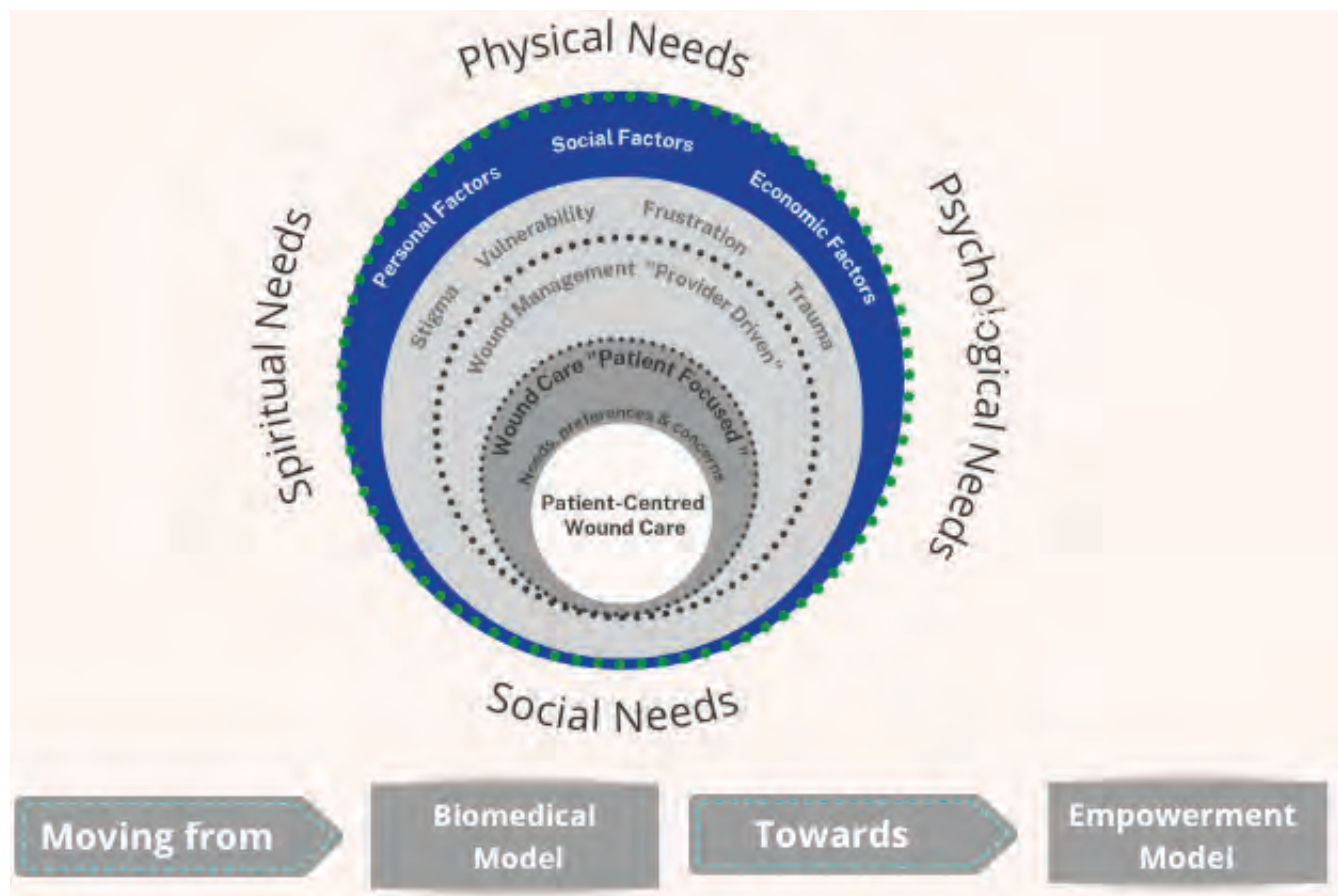 Physical Needs
Social Factors
Personal Factors
Economic Factors
Spiritual Needs
Psychological Needs
Vulnerability
Frustration
Stigma
Trauma
Wound Management "Provider Driven"
Wound Care "Patient Focused"
Needs, preferences & concerns
Patient-Centred
Wound Care
Social Needs
Moving from
Biomedical
Model
Towards
Empowerment
Model